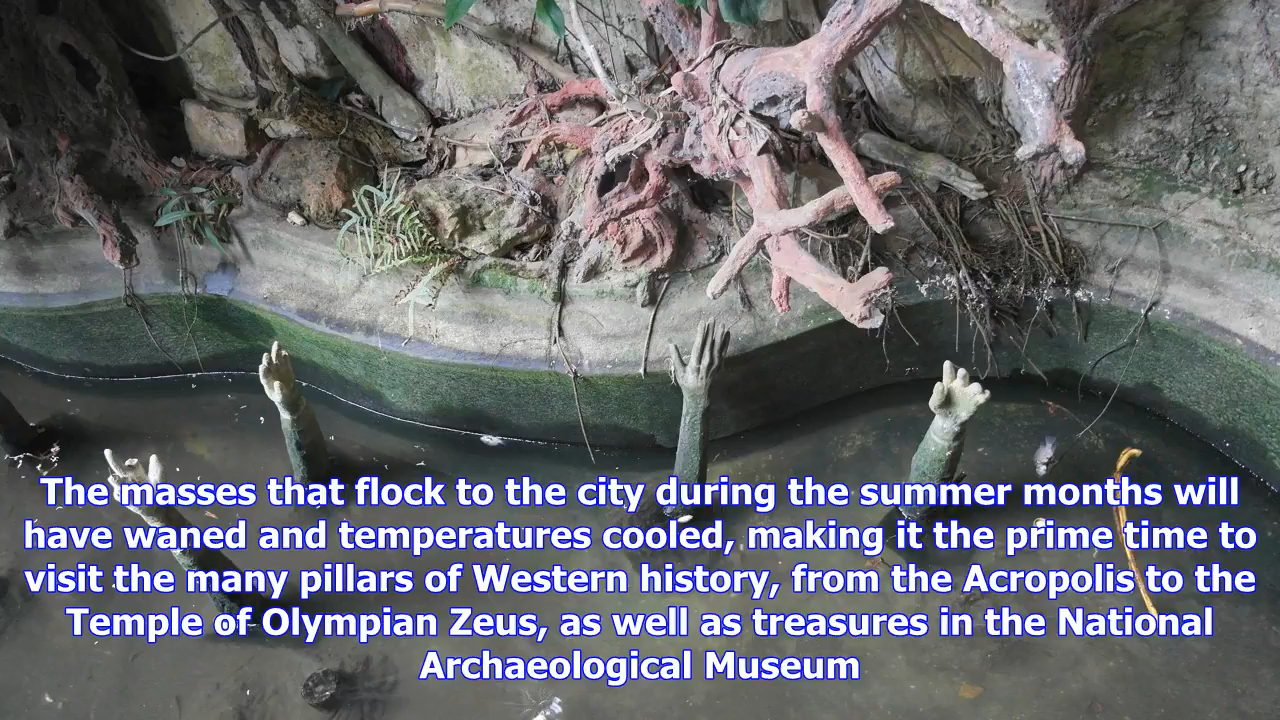 The masses that flock to the city during the summer months will
have waned and temperatures cooled, making it the prime time to
visit the many pillars of Western history, from the Acropolis to the
Temple of Olympian Zeus, as well as treasures in the National
Archaeological Museum